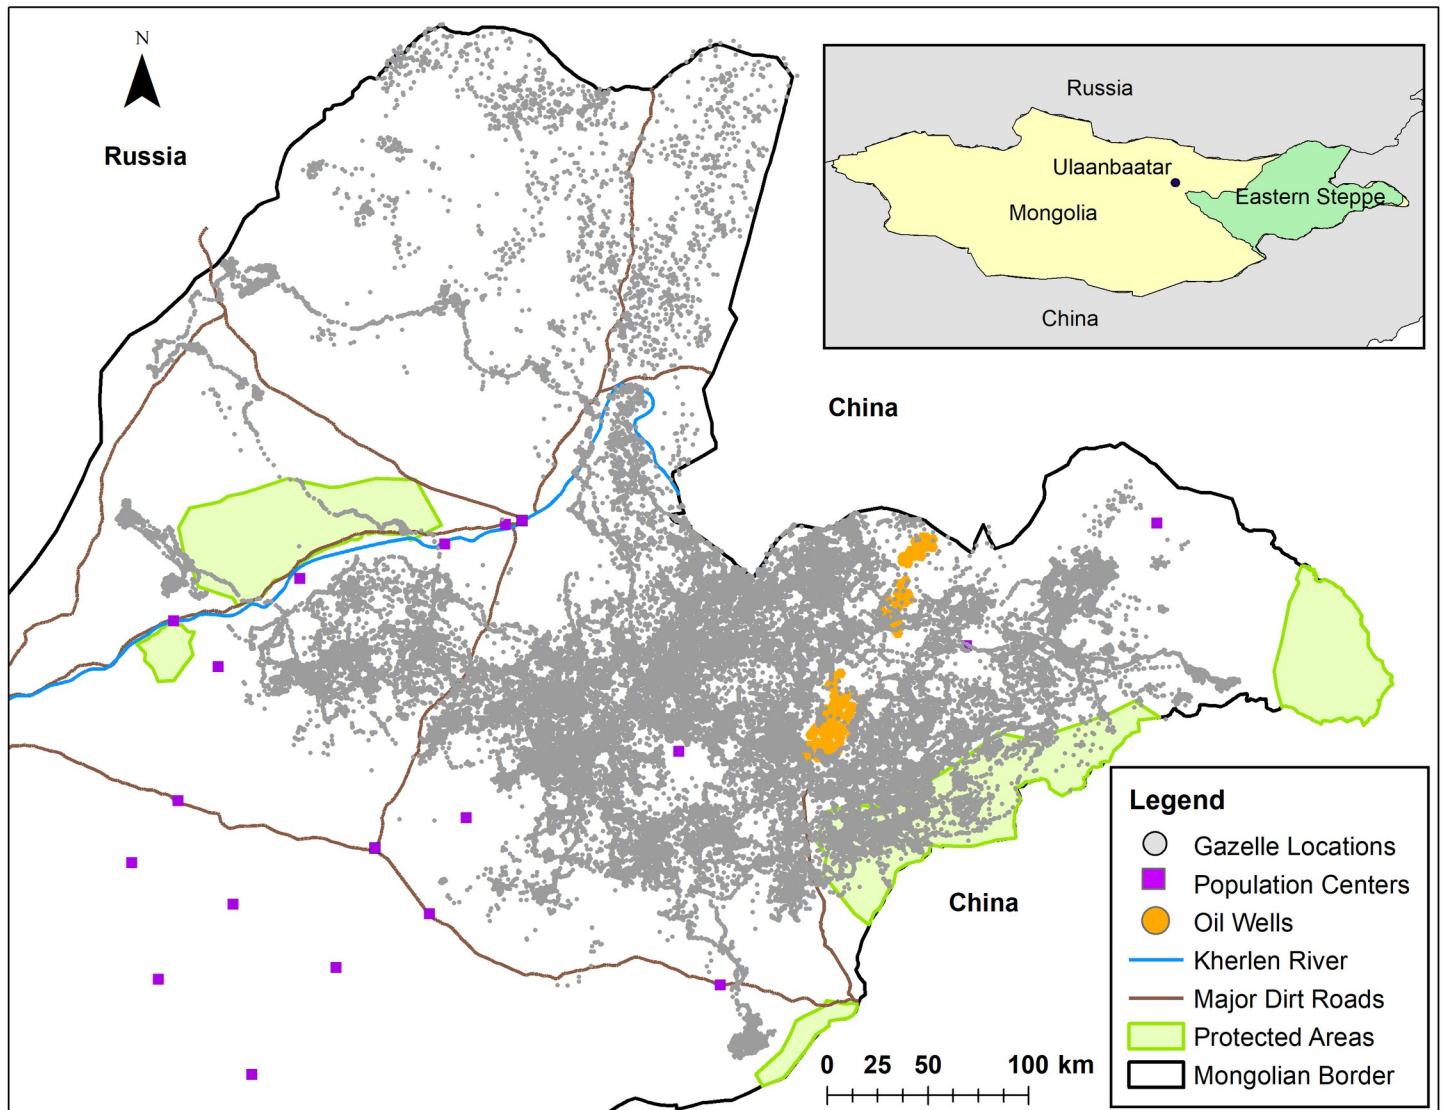 N
Russia
Russia
Ulaanbaatar
Eastern Steppe
Mongolia
China
China
China
Legend
Gazelle Locations
Population Centers
Oil Wells
Kherlen River
Major Dirt Roads
Protected Areas
Mongolian Border
0 25 50 100 km